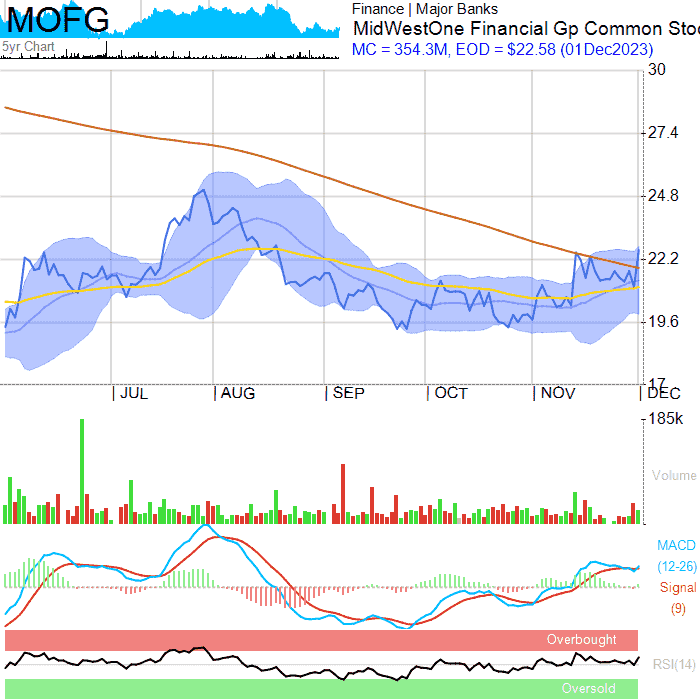 MOFG
5yr Chart
Finance | Major Banks
MidWestOne Financial Gp Common Stoc
MC = 354.3M, EOD = $22.58 (01Dec2023)
30
27.4
24.8
22.2
19.6
17
JUL AUG SEP OCT NOV DEC
185k
Volume
MACD
(12-26)
Signal
(9)
Overbought
RSI(14)
Oversold